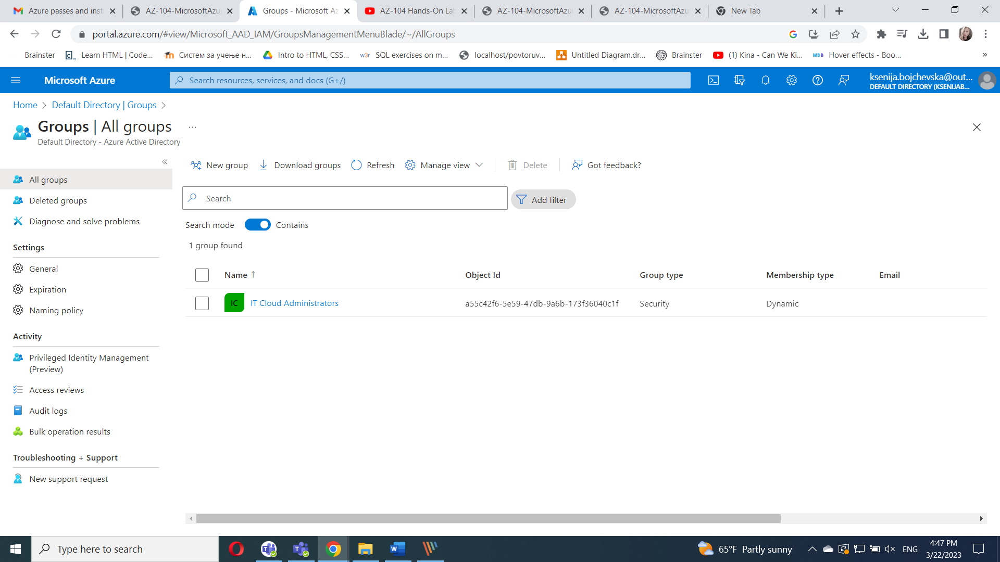 Azure passes and inst
AZ-104-MicrosoftAzu
Groups - Microsoft Az
AZ-104 Hands-On Lab
AZ-104-MicrosoftAzu
AZ-104-MicrosoftAzu
New Tab
portal.azure.com/#view/Microsoft_AAD_IAM/GroupsManagementMenuBlade/~/AllGroups
Brainster
Learn HTML | Code...
Систем за учење н...
Intro to HTML, CSS...
w3r SQL exercises on m...
localhost/povtoruv...
Untitled Diagram.dr...
Brainster
(1) Kina - Can We Ki...
MDB Hover effects - Boo...
»
Microsoft Azure
Search resources, services, and docs (G+/)
ksenija.bojchevska@out...
DEFAULT DIRECTORY (KSENIJAB...
Home > Default Directory | Groups >
Groups | All groups ...
Default Directory - Azure Active Directory
«
New group
Download groups
Refresh
Manage view
Delete
Got feedback?
All groups
Deleted groups
Diagnose and solve problems
Settings
General
Expiration
Naming policy
Activity
Privileged Identity Management
(Preview)
Access reviews
Audit logs
Bulk operation results
Troubleshooting + Support
New support request
Search
Add filter
Search mode Contains
1 group found
Name ↑ Object Id Group type Membership type Email
IC IT Cloud Administrators a55c42f6-5e59-47db-9a6b-173f36040c1f Security Dynamic
Type here to search
65°F Partly sunny
ENG
4:47 PM
3/22/2023